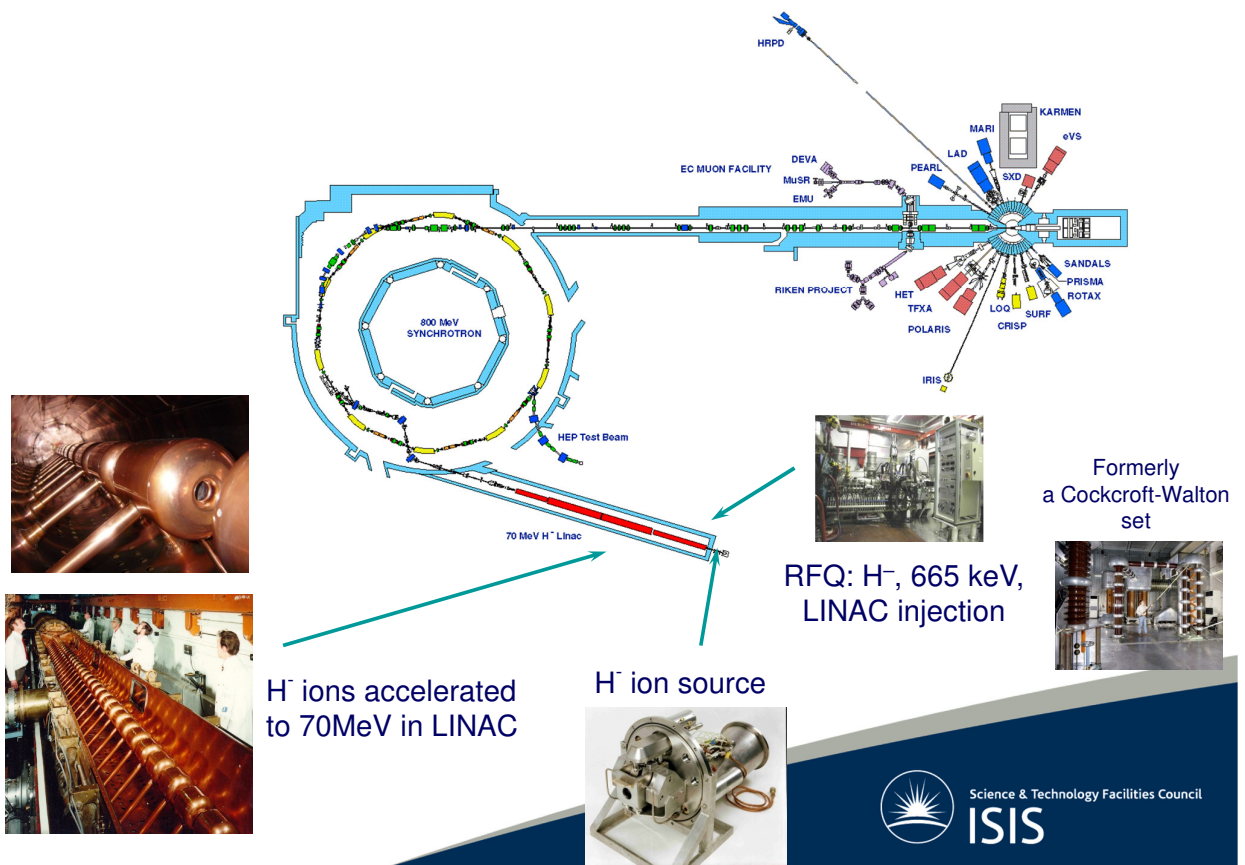 HRPD
KARMEN
MARI
eVS
LAD
DEVA
EC MUON FACILITY
PEARL
SXD
MuSR
EMU
SANDALS
PRISMA
RIKEN PROJECT
HET
ROTAX
TFXA
LOQ
SURF
800 MeV
SYNCHROTRON
POLARIS
CRISP
IRIS
HEP Test Beam
70 MeV H⁻ Linac
Formerly
a Cockcroft-Walton
set
RFQ: H–, 665 keV,
LINAC injection
H⁻ ions accelerated
to 70MeV in LINAC
H⁻ ion source
Science & Technology Facilities Council
ISIS